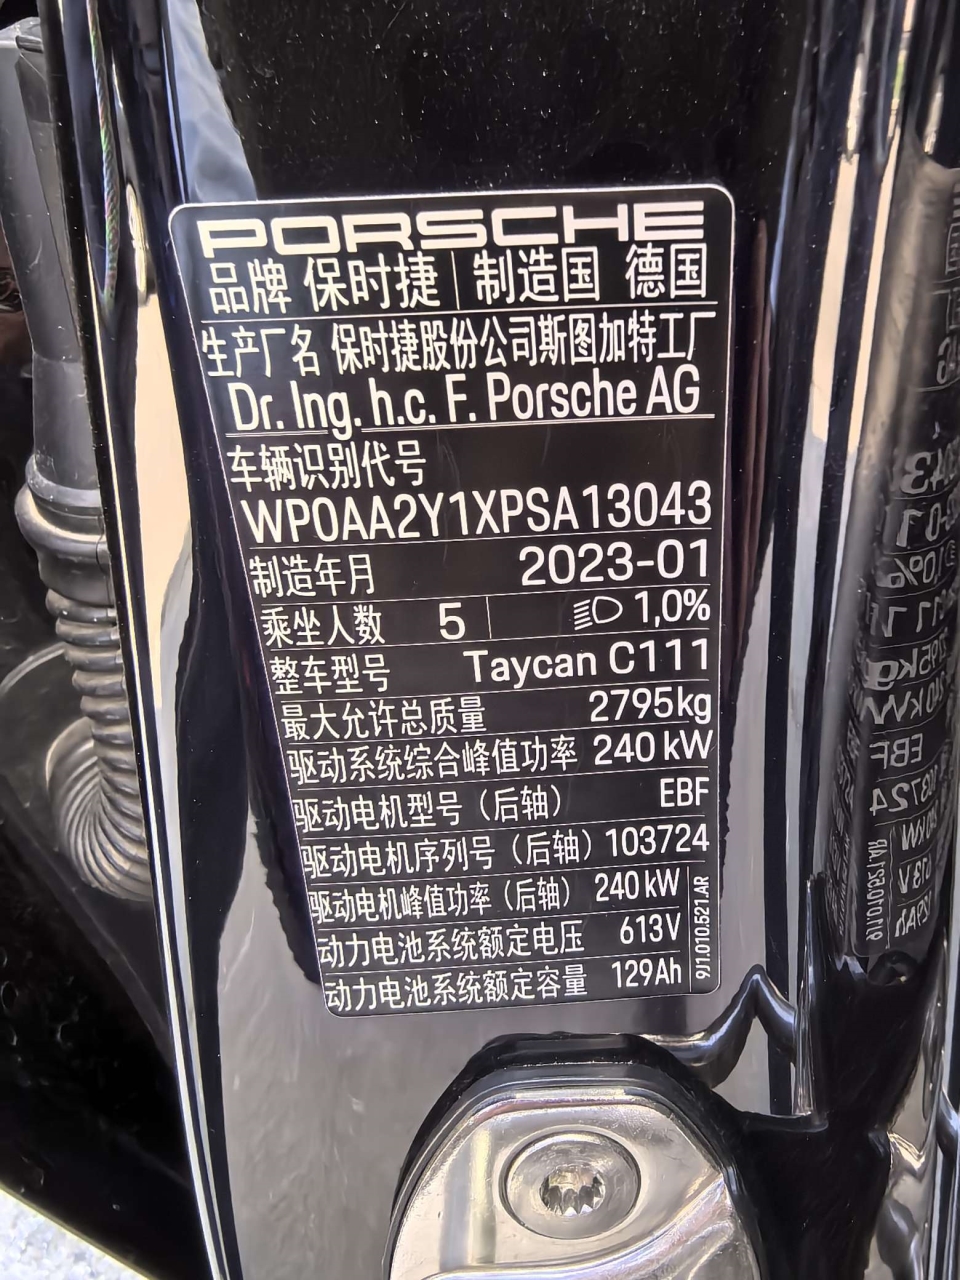 PORSCHE
品牌 保时捷 制造国 德国
生产厂名 保时捷股份公司斯图加特工厂
Dr. Ing. h.c. F. Porsche AG
车辆识别代号
WP0AA2Y1XPSA13043
制造年月 2023-01
乘坐人数 5 1,0%
整车型号 Taycan C111
最大允许总质量 2795kg
驱动系统综合峰值功率 240 kW
驱动电机型号（后轴） EBF
驱动电机序列号（后轴） 103724
驱动电机峰值功率（后轴） 240 kW
动力电池系统额定电压 613V
动力电池系统额定容量 129Ah
9J1.010.521.AR